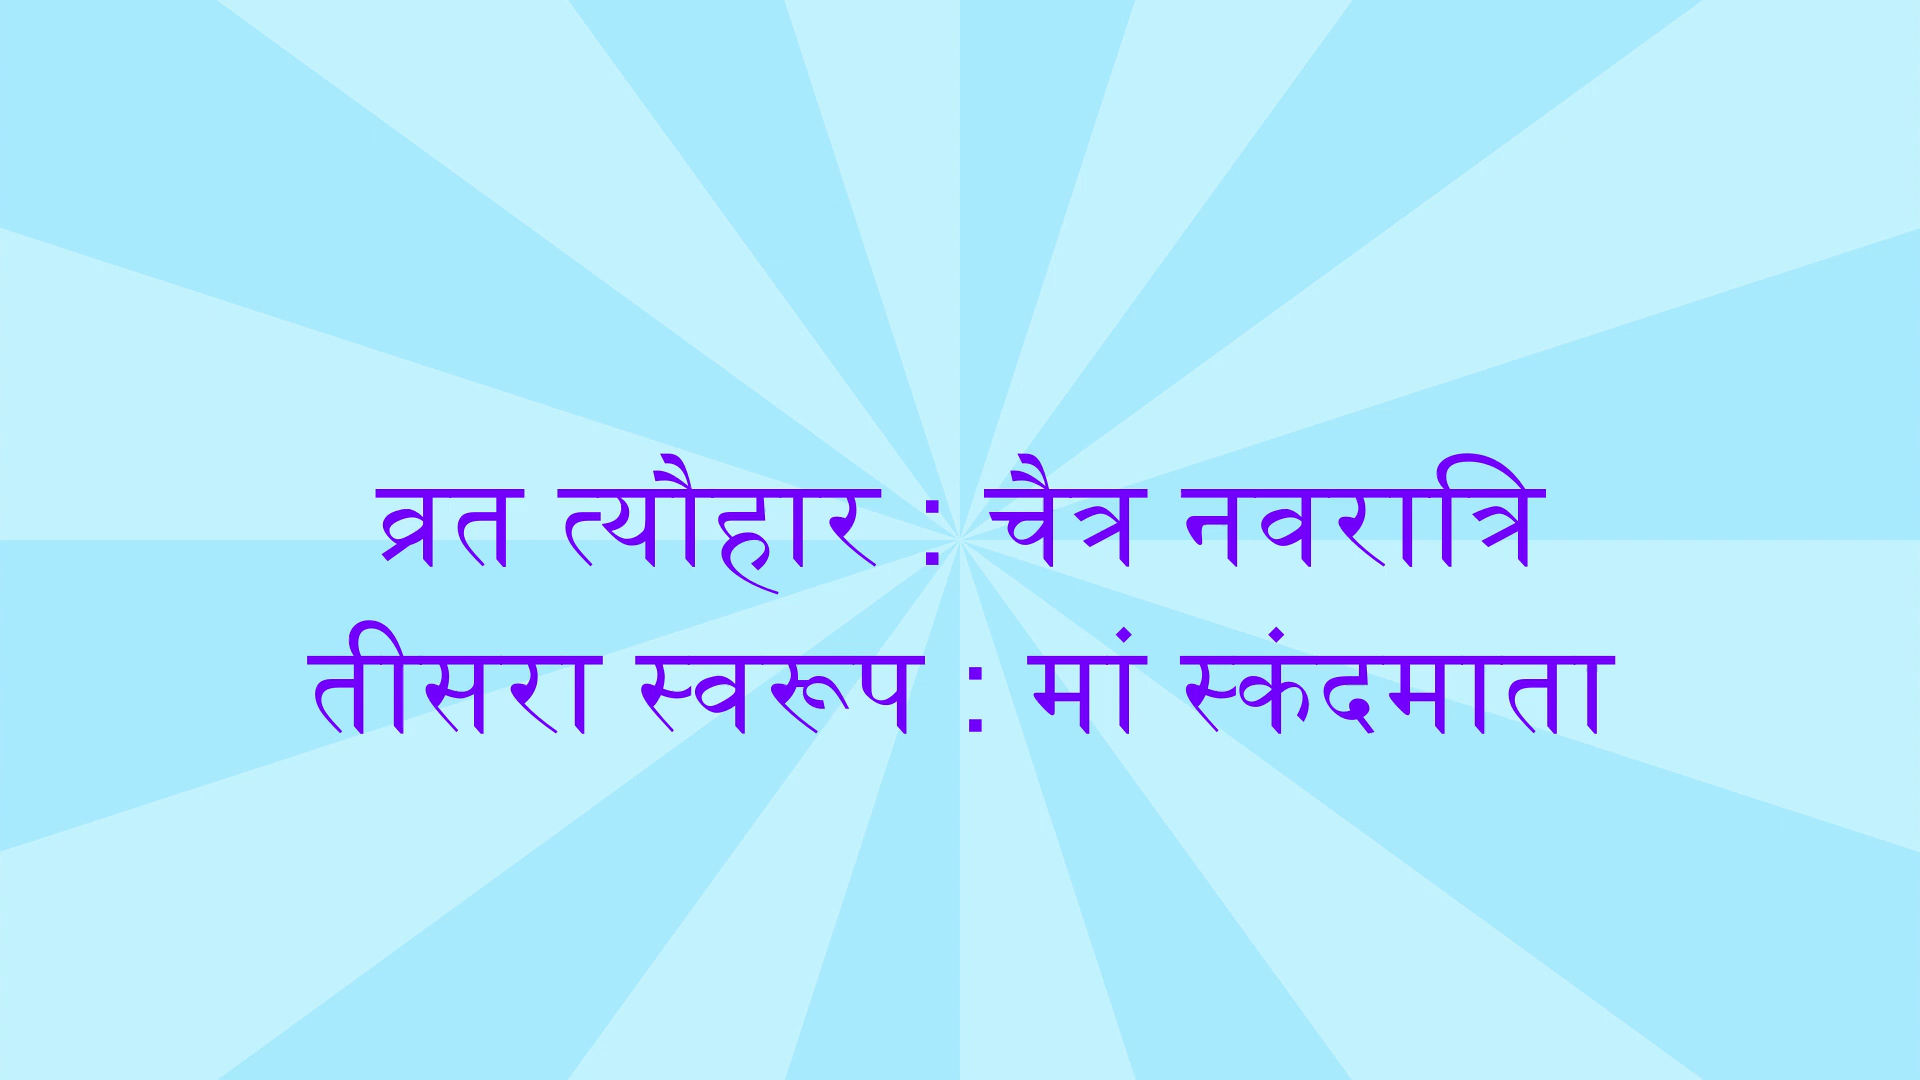 व्रत त्यौहार : चैत्र नवरात्रि
तीसरा स्वरूप : मां स्कंदमाता